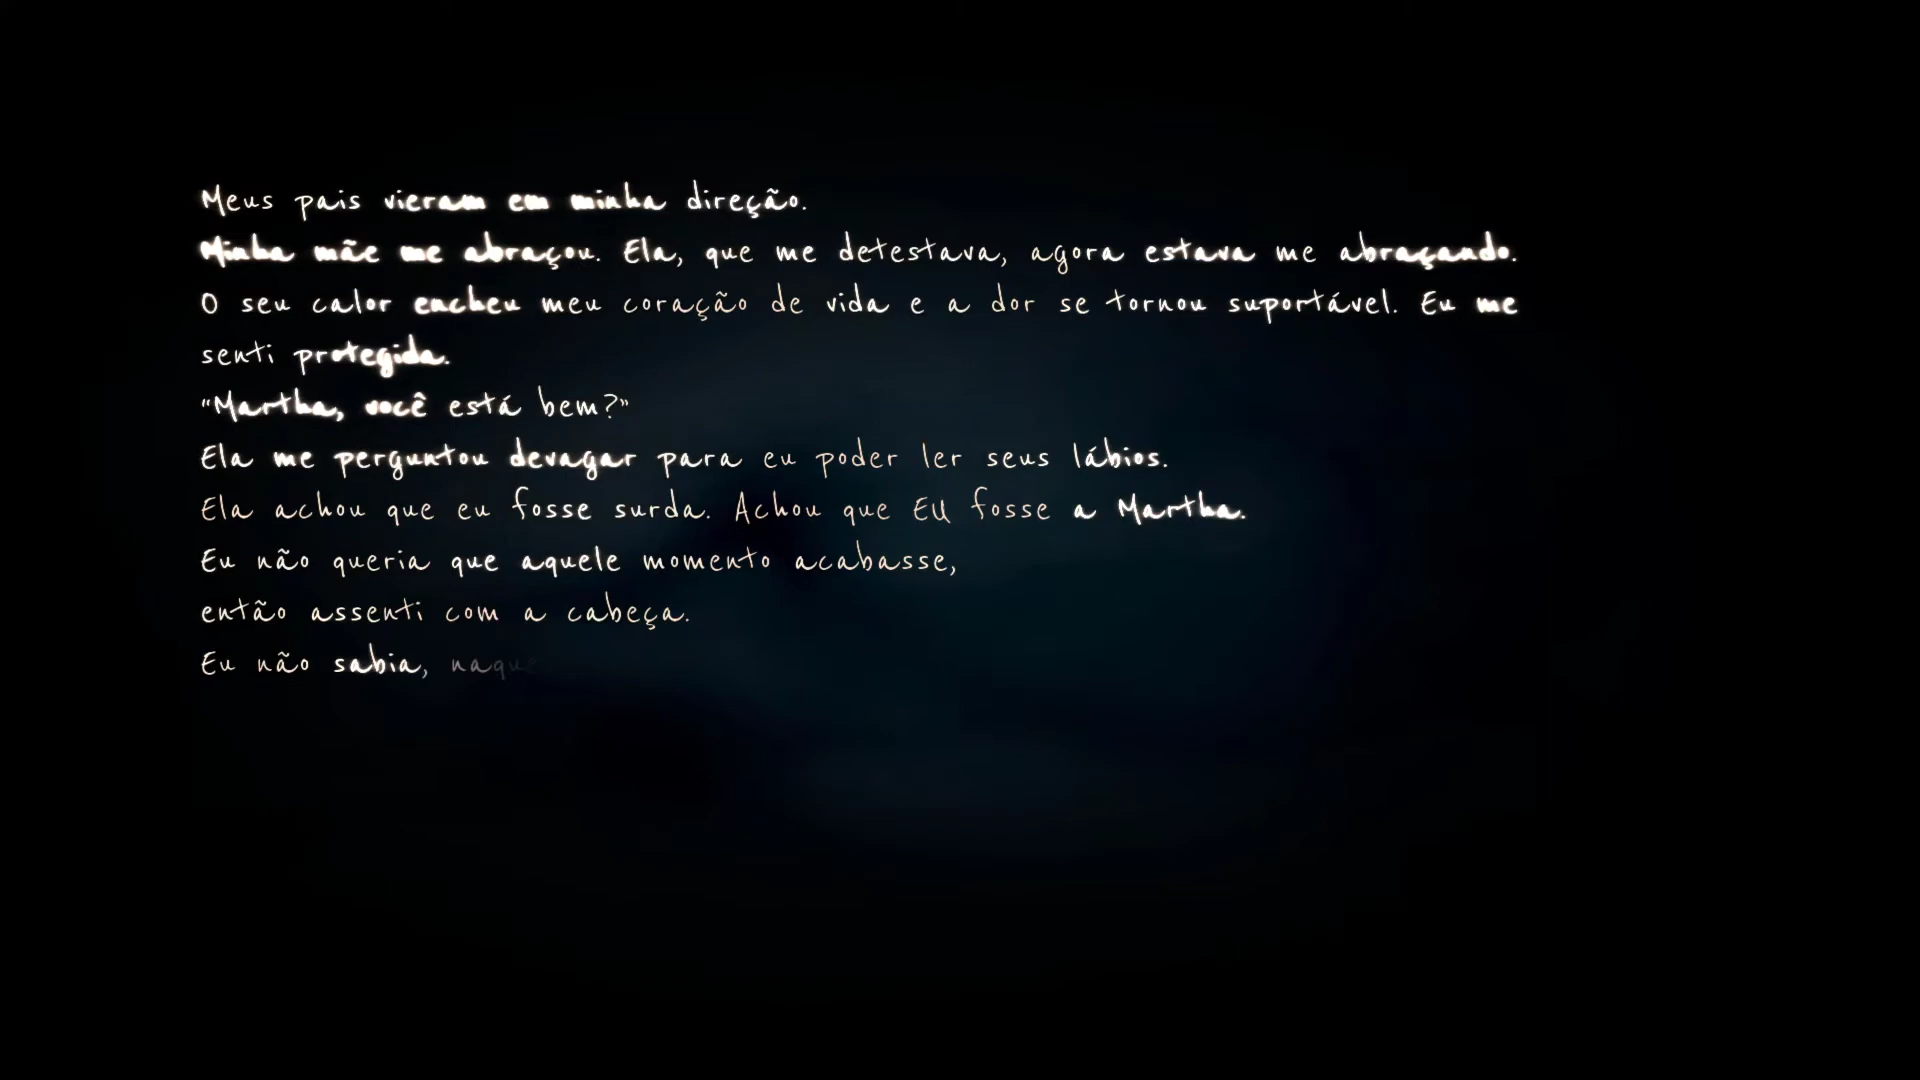 Meus pais vieram em minha direção.
Minha mãe me abraçou. Ela, que me detestava, agora estava me abraçando.
O seu calor encheu meu coração de vida e a dor se tornou suportável. Eu me
senti protegida.
"Martha, você está bem?"
Ela me perguntou devagar para eu poder ler seus lábios.
Ela achou que eu fosse surda. Achou que EU fosse a Martha.
Eu não queria que aquele momento acabasse,
então assenti com a cabeça.
Eu não sabia,